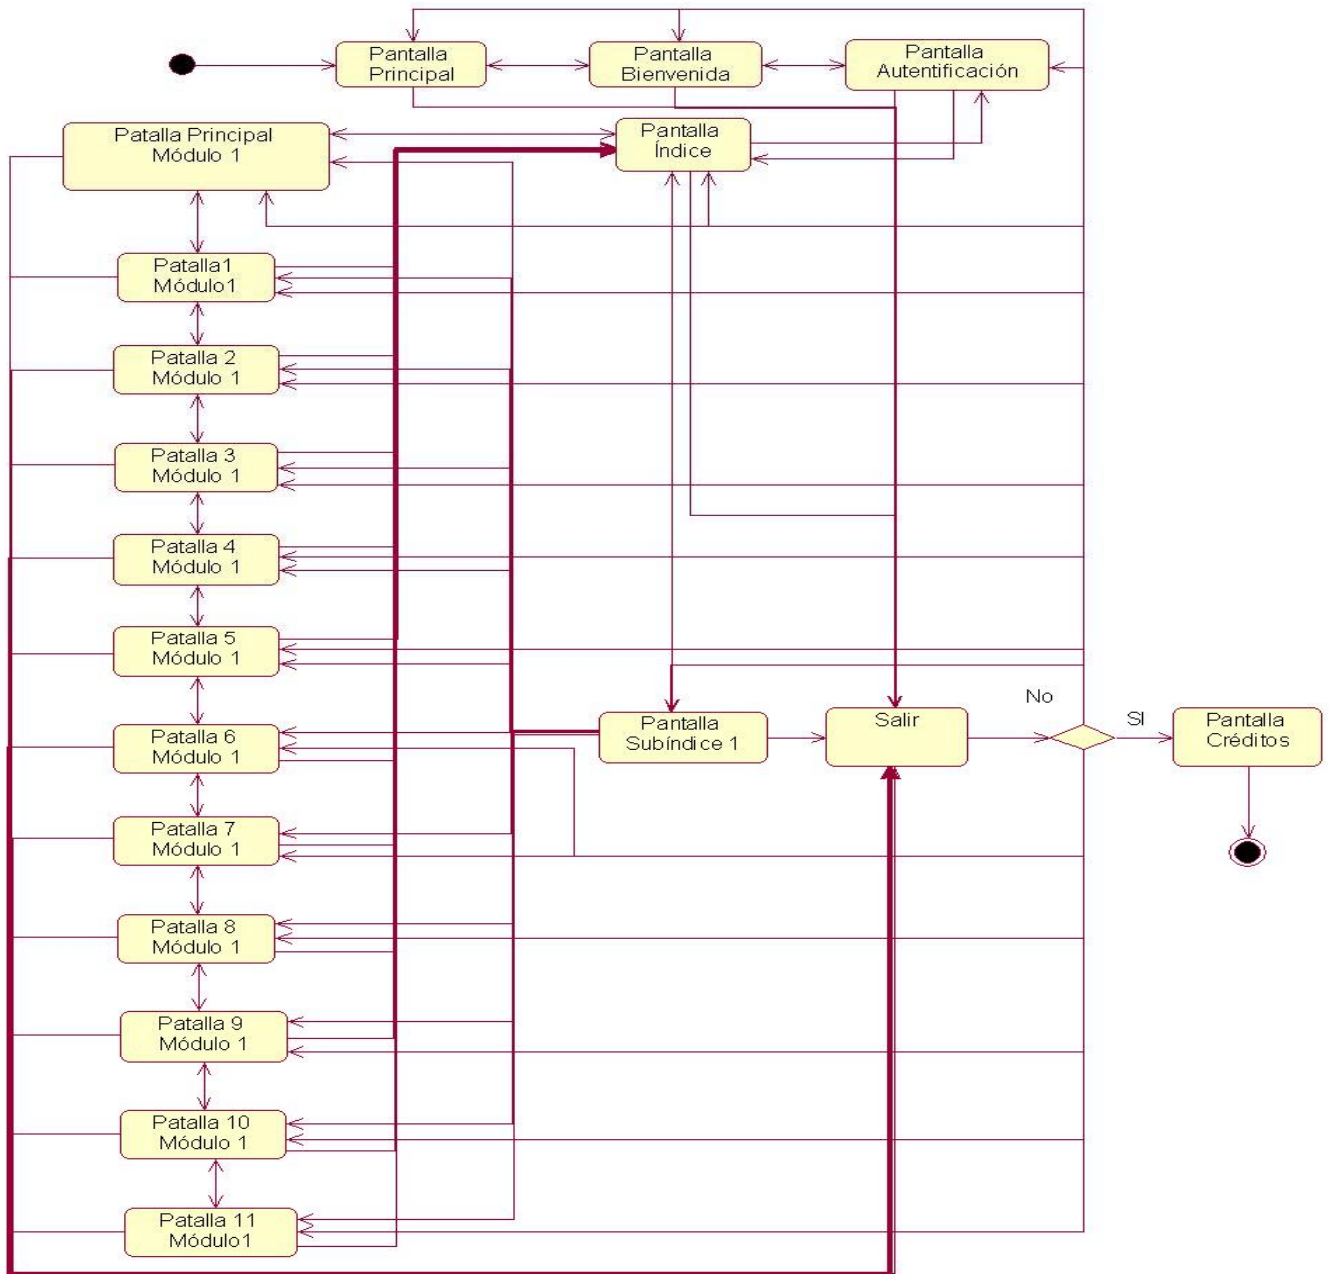 Pantalla
Principal
Pantalla
Bienvenida
Pantalla
Autentificación
Patalla Principal
Módulo 1
Pantalla
Índice
Patalla1
Módulo1
Patalla 2
Módulo 1
Patalla 3
Módulo 1
Patalla 4
Módulo 1
Patalla 5
Módulo 1
Patalla 6
Módulo 1
Pantalla
Subíndice 1
Salir
No
SI
Pantalla
Créditos
Patalla 7
Módulo 1
Patalla 8
Módulo 1
Patalla 9
Módulo 1
Patalla 10
Módulo 1
Patalla 11
Módulo1